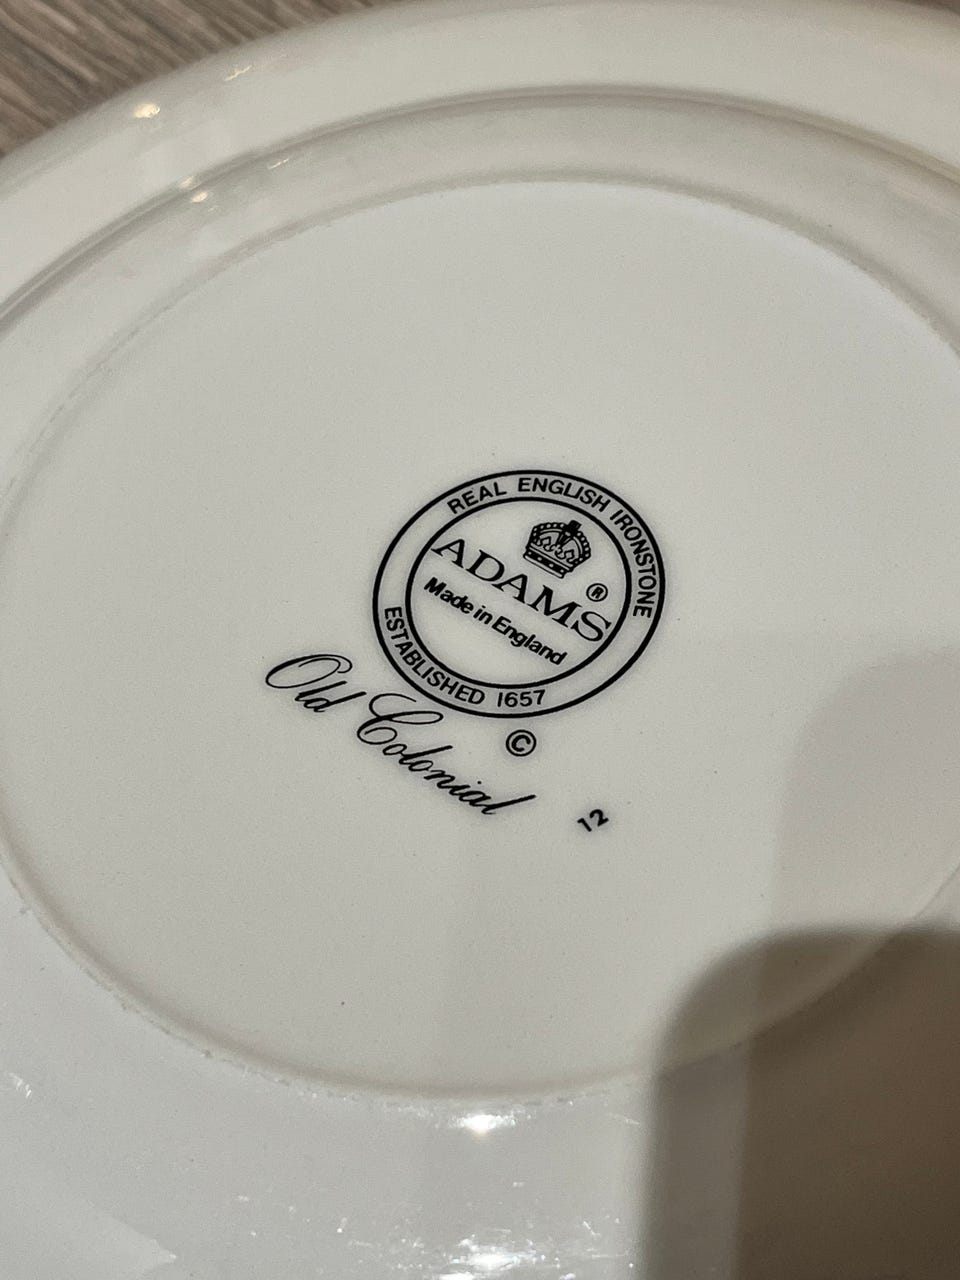 REAL ENGLISH IRONSTONE
ADAMS ®
Made in England
ESTABLISHED 1657
©
Old Colonial
12